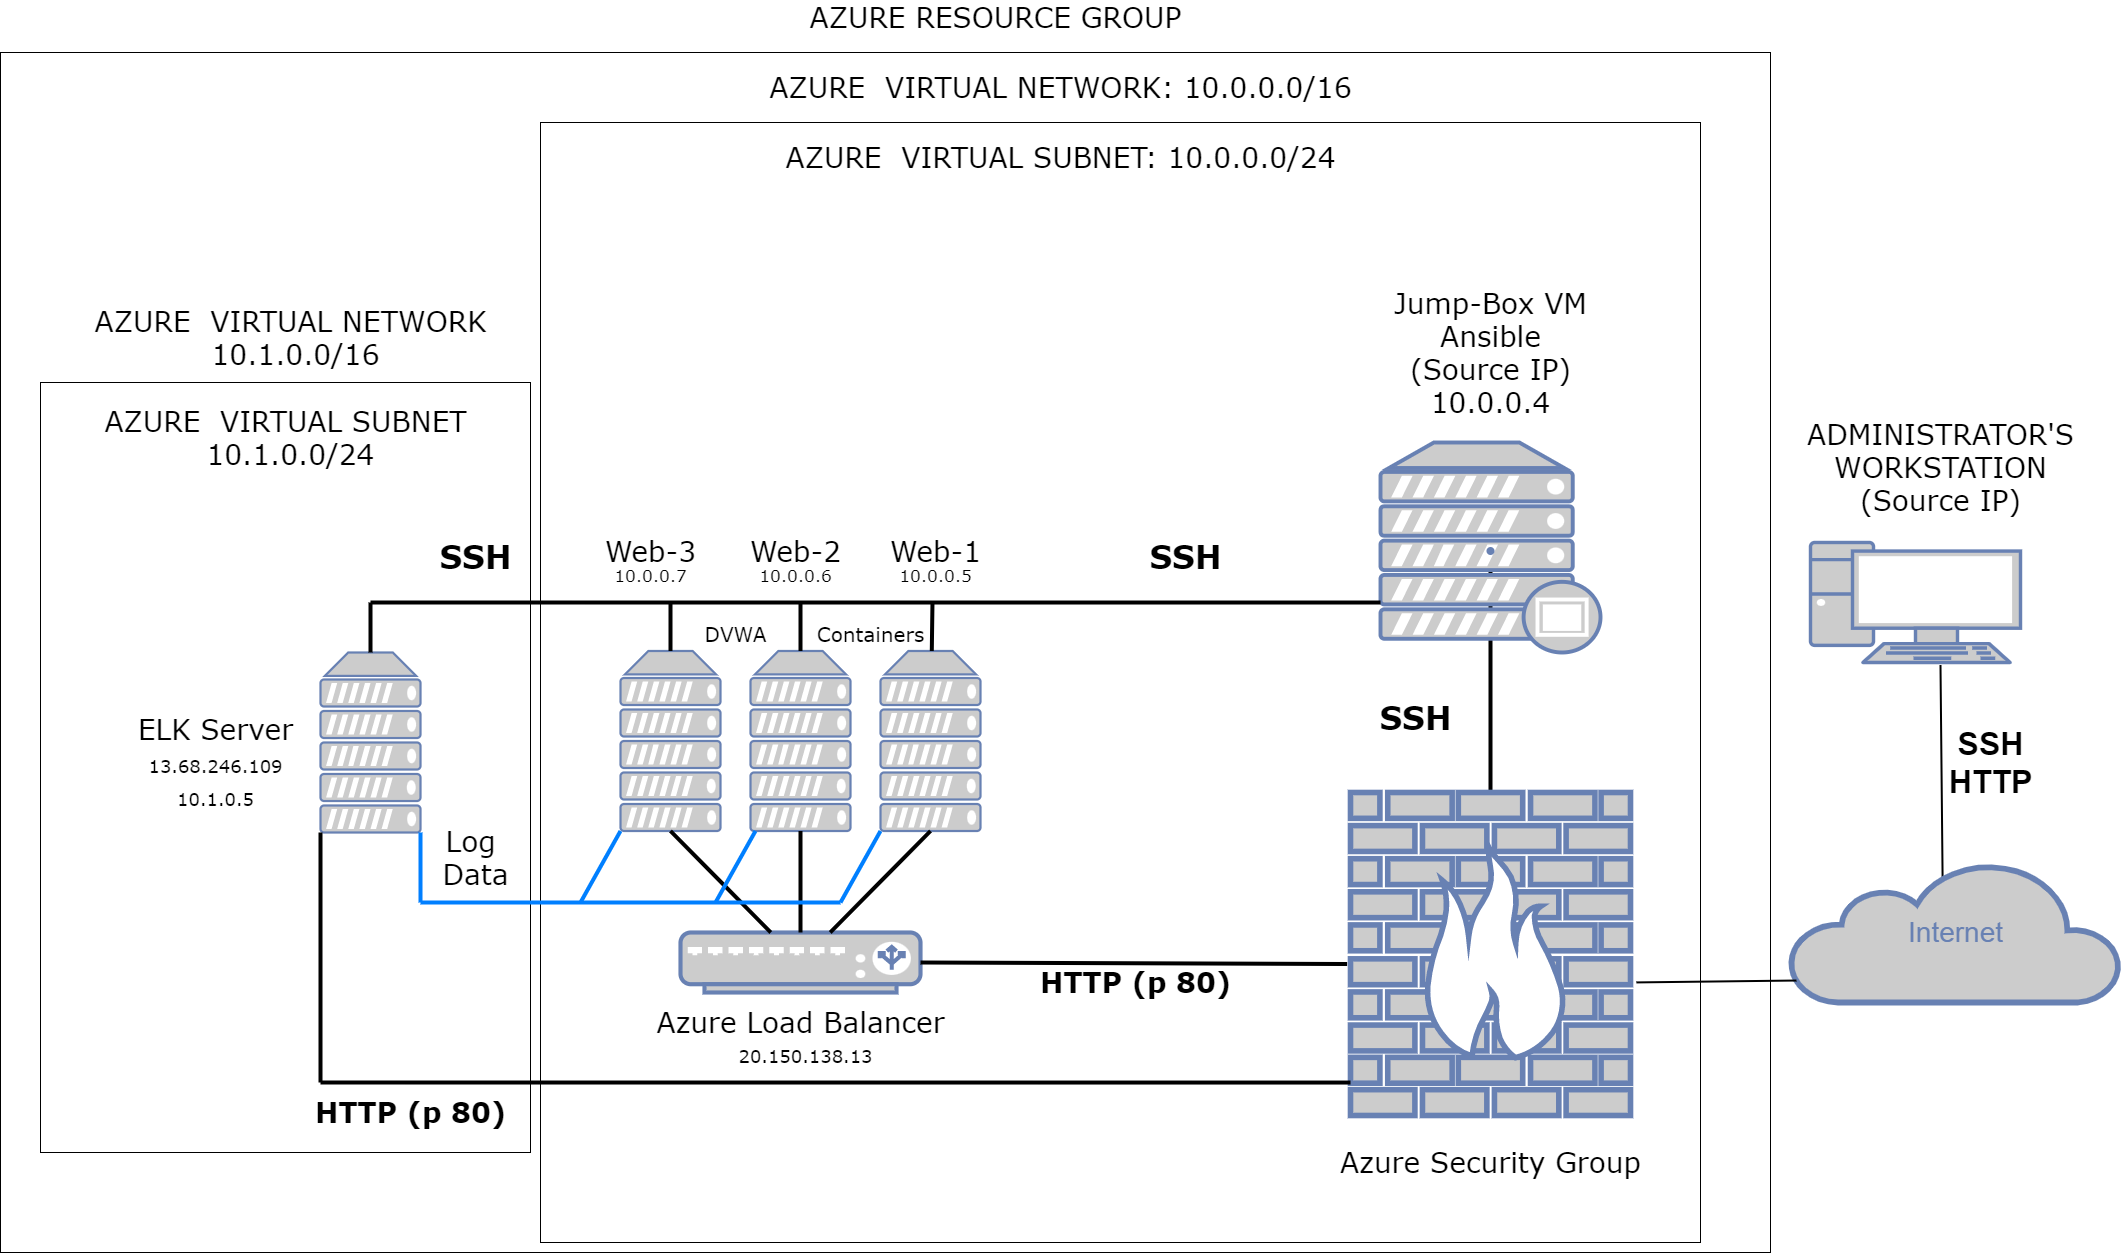 AZURE RESOURCE GROUP
AZURE  VIRTUAL NETWORK: 10.0.0.0/16
AZURE  VIRTUAL SUBNET: 10.0.0.0/24
AZURE  VIRTUAL NETWORK
10.1.0.0/16
AZURE  VIRTUAL SUBNET
10.1.0.0/24
Jump-Box VM
Ansible
(Source IP)
10.0.0.4
ADMINISTRATOR'S
WORKSTATION
(Source IP)
SSH
Web-3
10.0.0.7
Web-2
10.0.0.6
Web-1
10.0.0.5
SSH
DVWA
Containers
ELK Server
13.68.246.109
10.1.0.5
SSH
SSH
HTTP
Log
Data
Internet
HTTP (p 80)
Azure Load Balancer
20.150.138.13
HTTP (p 80)
Azure Security Group